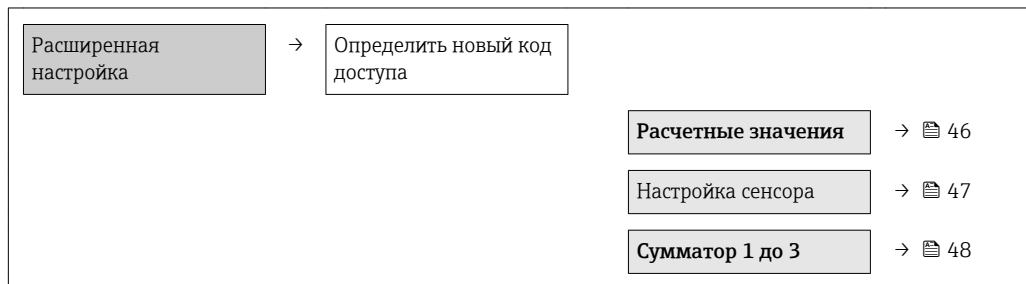 Расширенная → Определить новый код
настройка доступа
Расчетные значения → 46
Настройка сенсора → 47
Сумматор 1 до 3 → 48